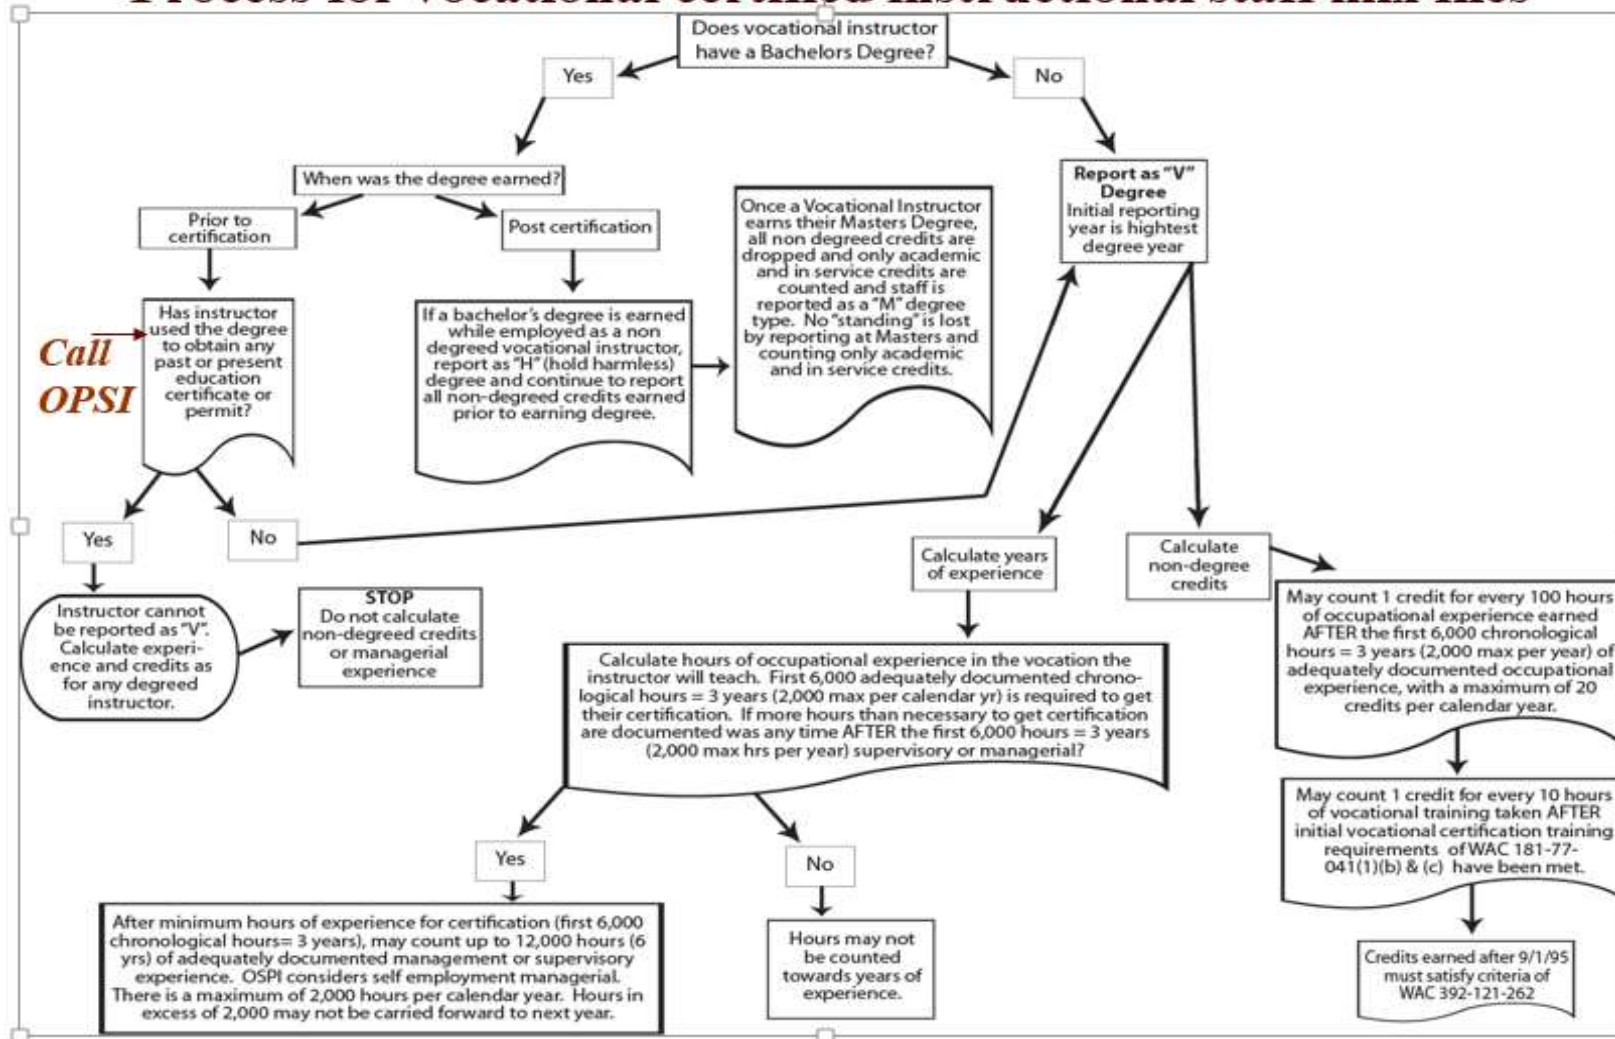 Process for vocational certified instructional staff mix files
Does vocational instructor
have a Bachelors Degree?
Yes
No
When was the degree earned?
Prior to
certification
Post certification
Report as "V"
Degree
Initial reporting
year is hightest
degree year
Once a Vocational Instructor
earns their Masters Degree,
all non degreed credits are
dropped and only academic
and in service credits are
counted and staff is
reported as a "M" degree
type. No "standing" is lost
by reporting at Masters and
counting only academic
and in service credits.
Call
OPSI
Has instructor
used the degree
to obtain any
past or present
education
certificate or
permit?
If a bachelor's degree is earned
while employed as a non
degreed vocational instructor,
report as "H" (hold harmless)
degree and continue to report
all non-degreed credits earned
prior to earning degree.
Yes
No
Instructor cannot
be reported as "V".
Calculate experi-
ence and credits as
for any degreed
instructor.
STOP
Do not calculate
non-degreed credits
or managerial
experience
Calculate years
of experience
Calculate
non-degree
credits
Calculate hours of occupational experience in the vocation the
instructor will teach. First 6,000 adequately documented chrono-
logical hours = 3 years (2,000 max per calendar yr) is required to get
their certification. If more hours than necessary to get certification
are documented was any time AFTER the first 6,000 hours = 3 years
(2,000 max hrs per year) supervisory or managerial?
May count 1 credit for every 100 hours
of occupational experience earned
AFTER the first 6,000 chronological
hours = 3 years (2,000 max per year) of
adequately documented occupational
experience, with a maximum of 20
credits per calendar year.
May count 1 credit for every 10 hours
of vocational training taken AFTER
initial vocational certification training
requirements of WAC 181-77-
041(1)(b) & (c) have been met.
Credits earned after 9/1/95
must satisfy criteria of
WAC 392-121-262
Yes
No
After minimum hours of experience for certification (first 6,000
chronological hours= 3 years), may count up to 12,000 hours (6
yrs) of adequately documented management or supervisory
experience. OSPI considers self employment managerial.
There is a maximum of 2,000 hours per calendar year. Hours in
excess of 2,000 may not be carried forward to next year.
Hours may not
be counted
towards years of
experience.